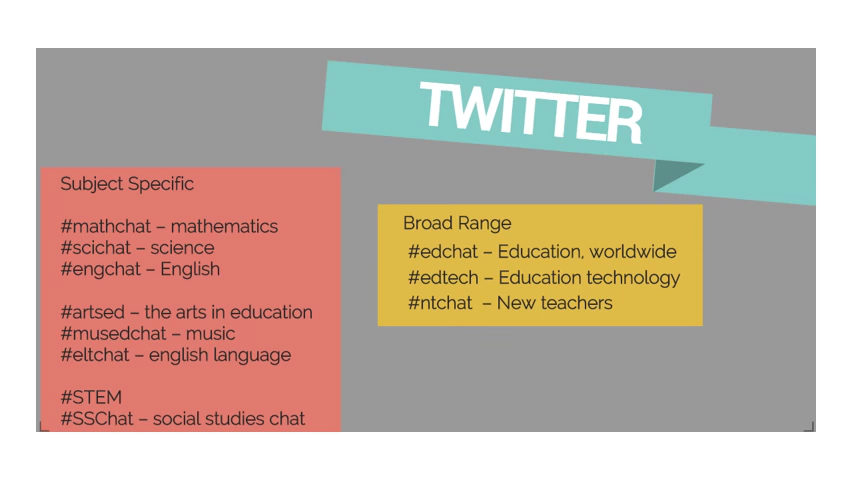 TWITTER
Subject Specific
#mathchat – mathematics
#scichat – science
#engchat – English
#artsed – the arts in education
#musedchat – music
#eltchat – english language
#STEM
#SSChat – social studies chat
Broad Range
#edchat – Education, worldwide
#edtech – Education technology
#ntchat  – New teachers